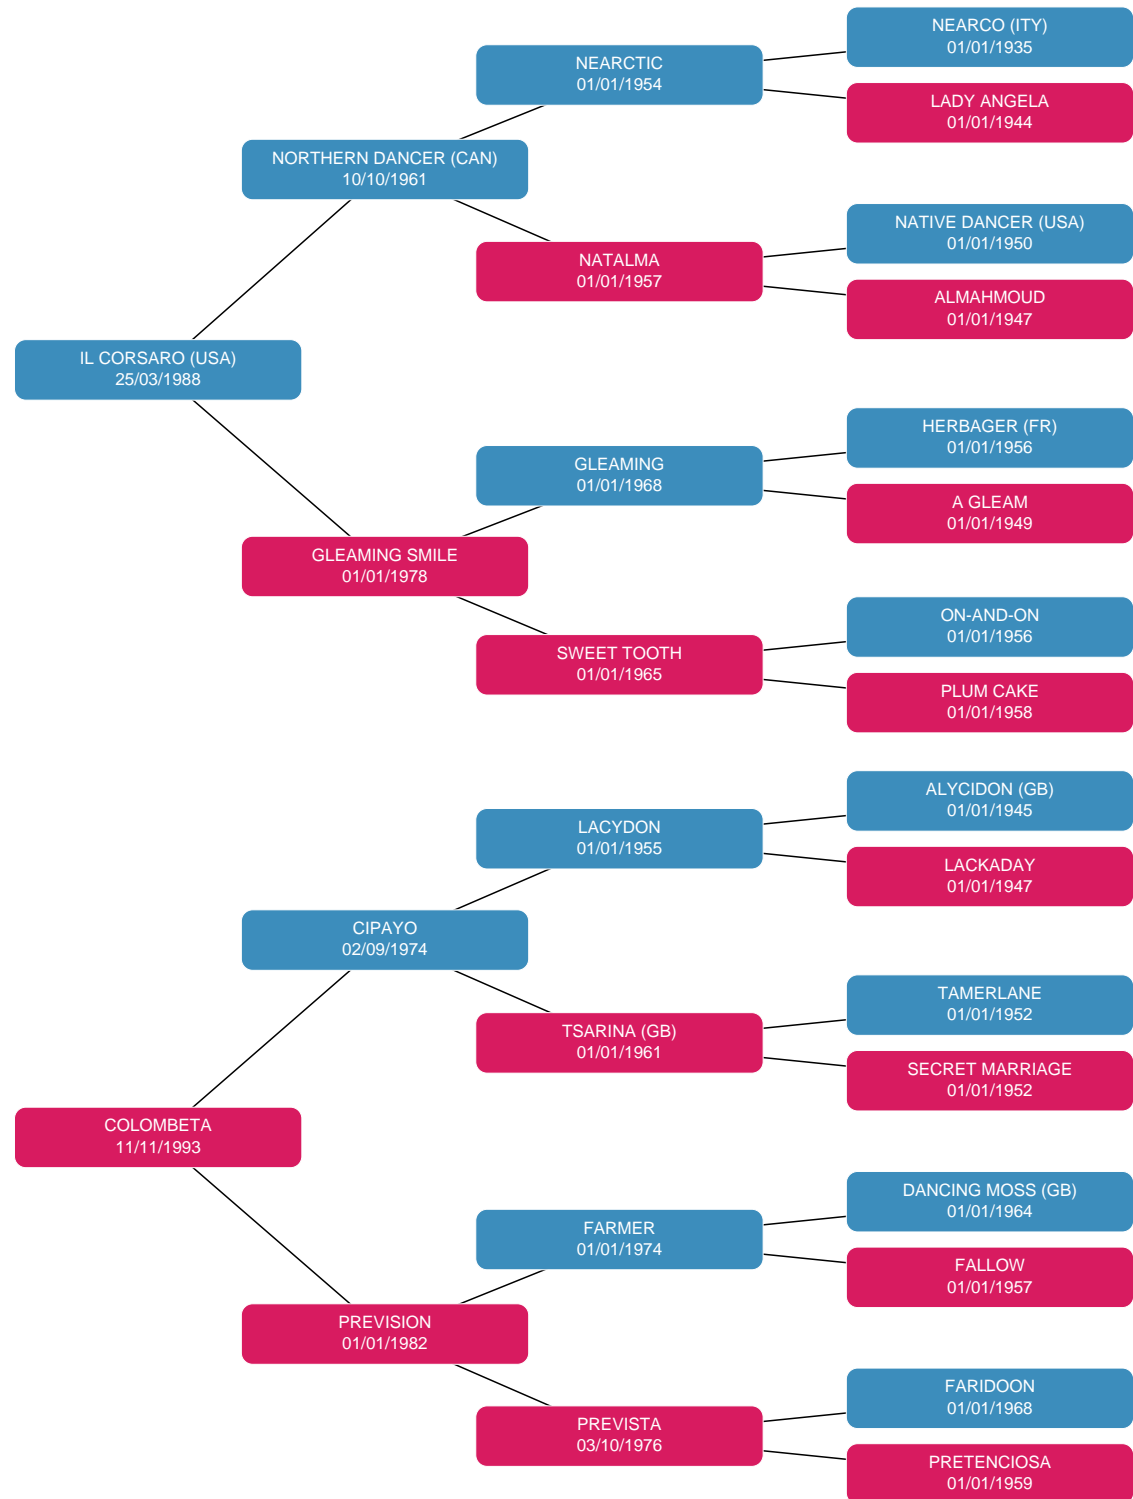 NEARCO (ITY)
01/01/1935
NEARCTIC
01/01/1954
LADY ANGELA
01/01/1944
NORTHERN DANCER (CAN)
10/10/1961
NATIVE DANCER (USA)
01/01/1950
NATALMA
01/01/1957
ALMAHMOUD
01/01/1947
IL CORSARO (USA)
25/03/1988
HERBAGER (FR)
01/01/1956
GLEAMING
01/01/1968
A GLEAM
01/01/1949
GLEAMING SMILE
01/01/1978
ON-AND-ON
01/01/1956
SWEET TOOTH
01/01/1965
PLUM CAKE
01/01/1958
ALYCIDON (GB)
01/01/1945
LACYDON
01/01/1955
LACKADAY
01/01/1947
CIPAYO
02/09/1974
TAMERLANE
01/01/1952
TSARINA (GB)
01/01/1961
SECRET MARRIAGE
01/01/1952
COLOMBETA
11/11/1993
DANCING MOSS (GB)
01/01/1964
FARMER
01/01/1974
FALLOW
01/01/1957
PREVISION
01/01/1982
FARIDOON
01/01/1968
PREVISTA
03/10/1976
PRETENCIOSA
01/01/1959